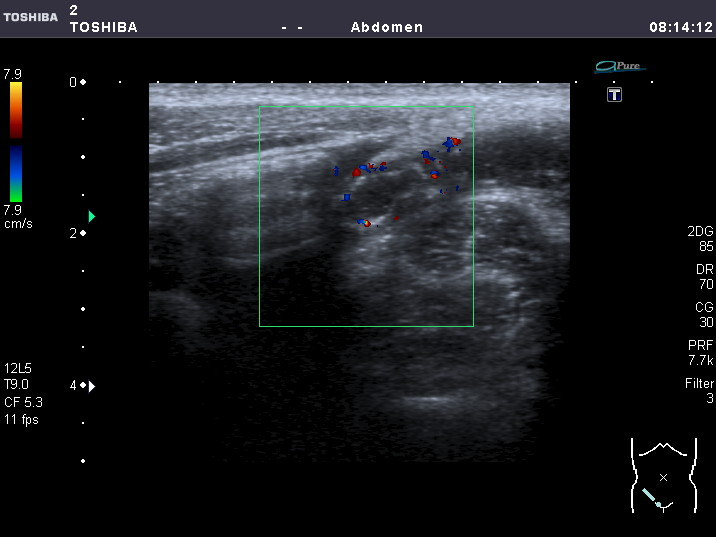 TOSHIBA
2
TOSHIBA - - Abdomen 08:14:12
7.9
7.9
cm/s
0
2
4
12L5
T9.0
CF 5.3
11 fps
aPure
T
2DG
85
DR
70
CG
30
PRF
7.7k
Filter
3